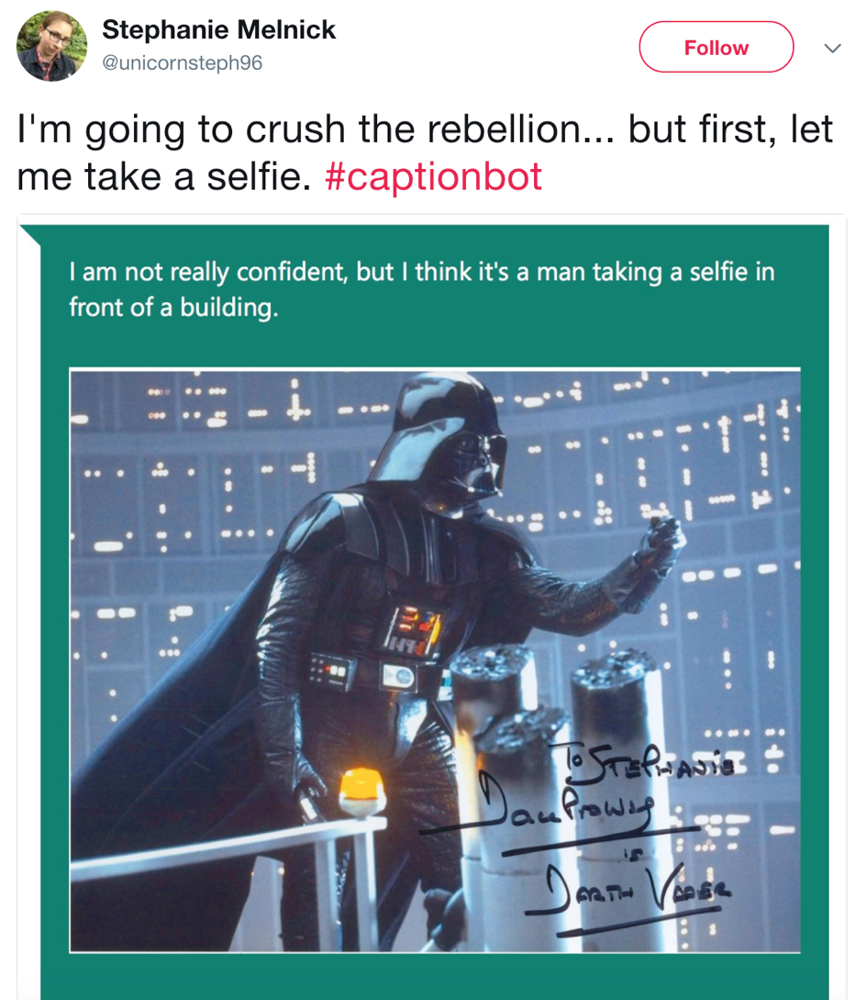 Stephanie Melnick
@unicornsteph96
Follow
I'm going to crush the rebellion... but first, let
me take a selfie. #captionbot
I am not really confident, but I think it's a man taking a selfie in
front of a building.
To STEPHANIE
Dave Prowse
is
DARTH VADER